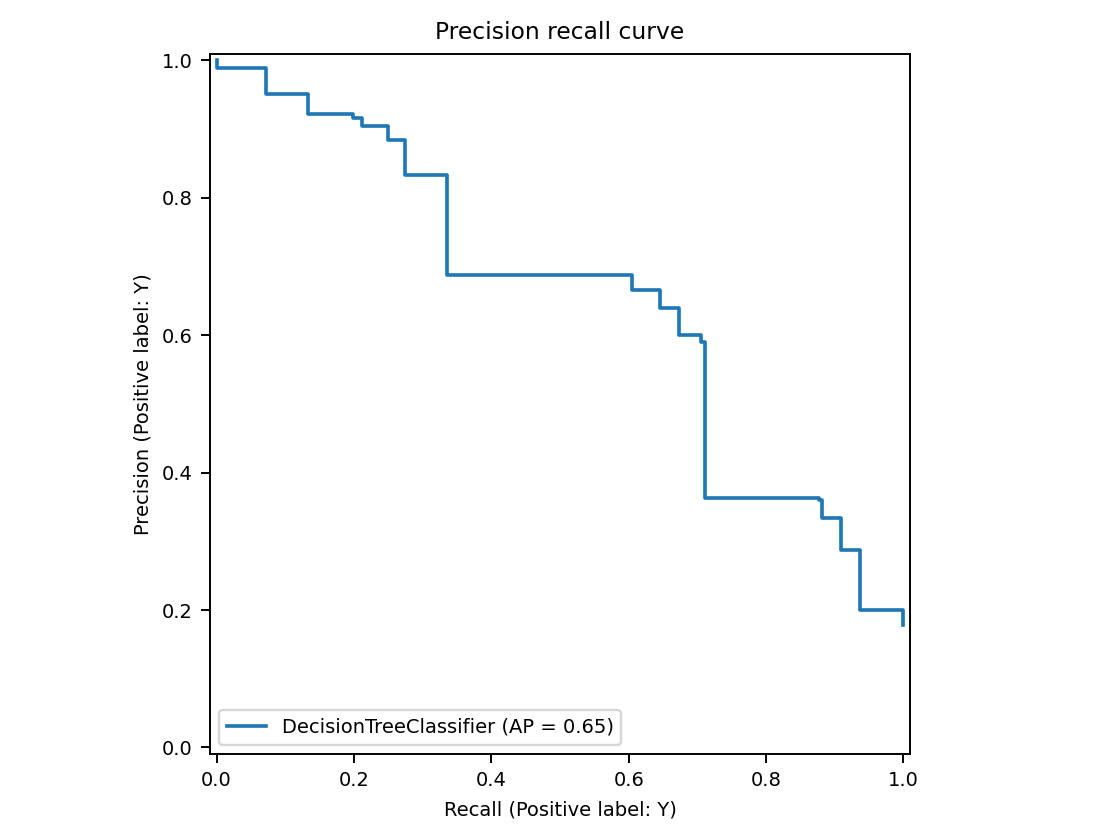 Precision recall curve
1.0
0.8
0.6
0.4
0.2
0.0
Precision (Positive label: Y)
DecisionTreeClassifier (AP = 0.65)
0.0 0.2 0.4 0.6 0.8 1.0
Recall (Positive label: Y)